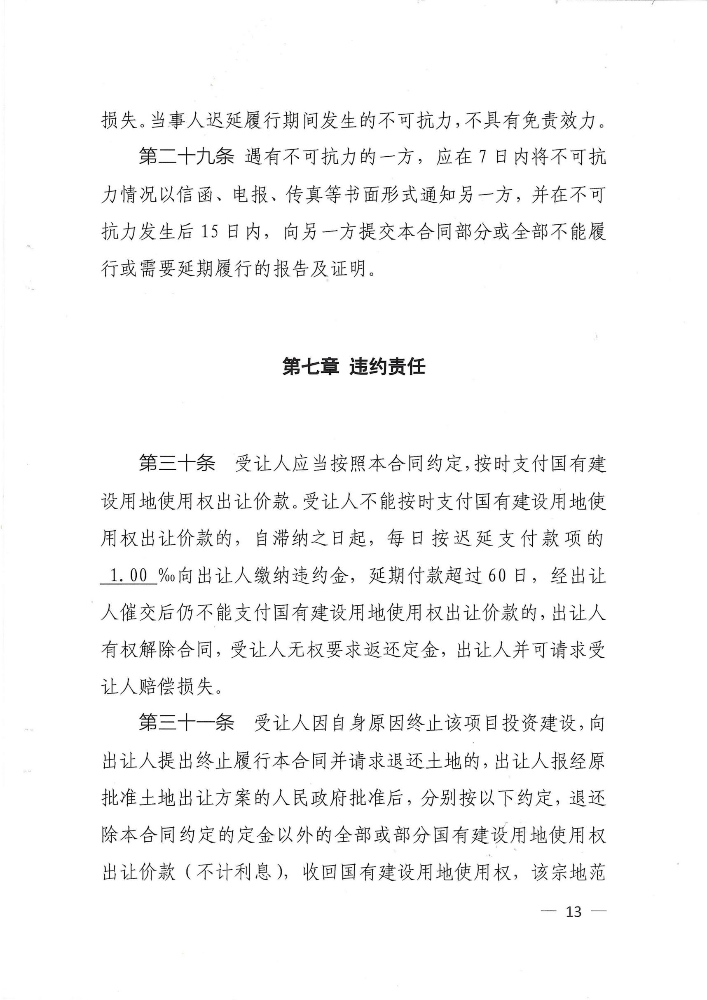 损失。当事人迟延履行期间发生的不可抗力,不具有免责效力。
第二十九条 遇有不可抗力的一方，应在 7 日内将不可抗
力情况以信函、电报、传真等书面形式通知另一方，并在不可
抗力发生后 15 日内，向另一方提交本合同部分或全部不能履
行或需要延期履行的报告及证明。
第七章 违约责任
第三十条 受让人应当按照本合同约定,按时支付国有建
设用地使用权出让价款。受让人不能按时支付国有建设用地使
用权出让价款的，自滞纳之日起，每日按迟延支付款项的
1.00 ‰向出让人缴纳违约金，延期付款超过 60 日，经出让
人催交后仍不能支付国有建设用地使用权出让价款的,出让人
有权解除合同，受让人无权要求返还定金，出让人并可请求受
让人赔偿损失。
第三十一条 受让人因自身原因终止该项目投资建设,向
出让人提出终止履行本合同并请求退还土地的,出让人报经原
批准土地出让方案的人民政府批准后，分别按以下约定，退还
除本合同约定的定金以外的全部或部分国有建设用地使用权
出让价款（不计利息），收回国有建设用地使用权，该宗地范
— 13 —